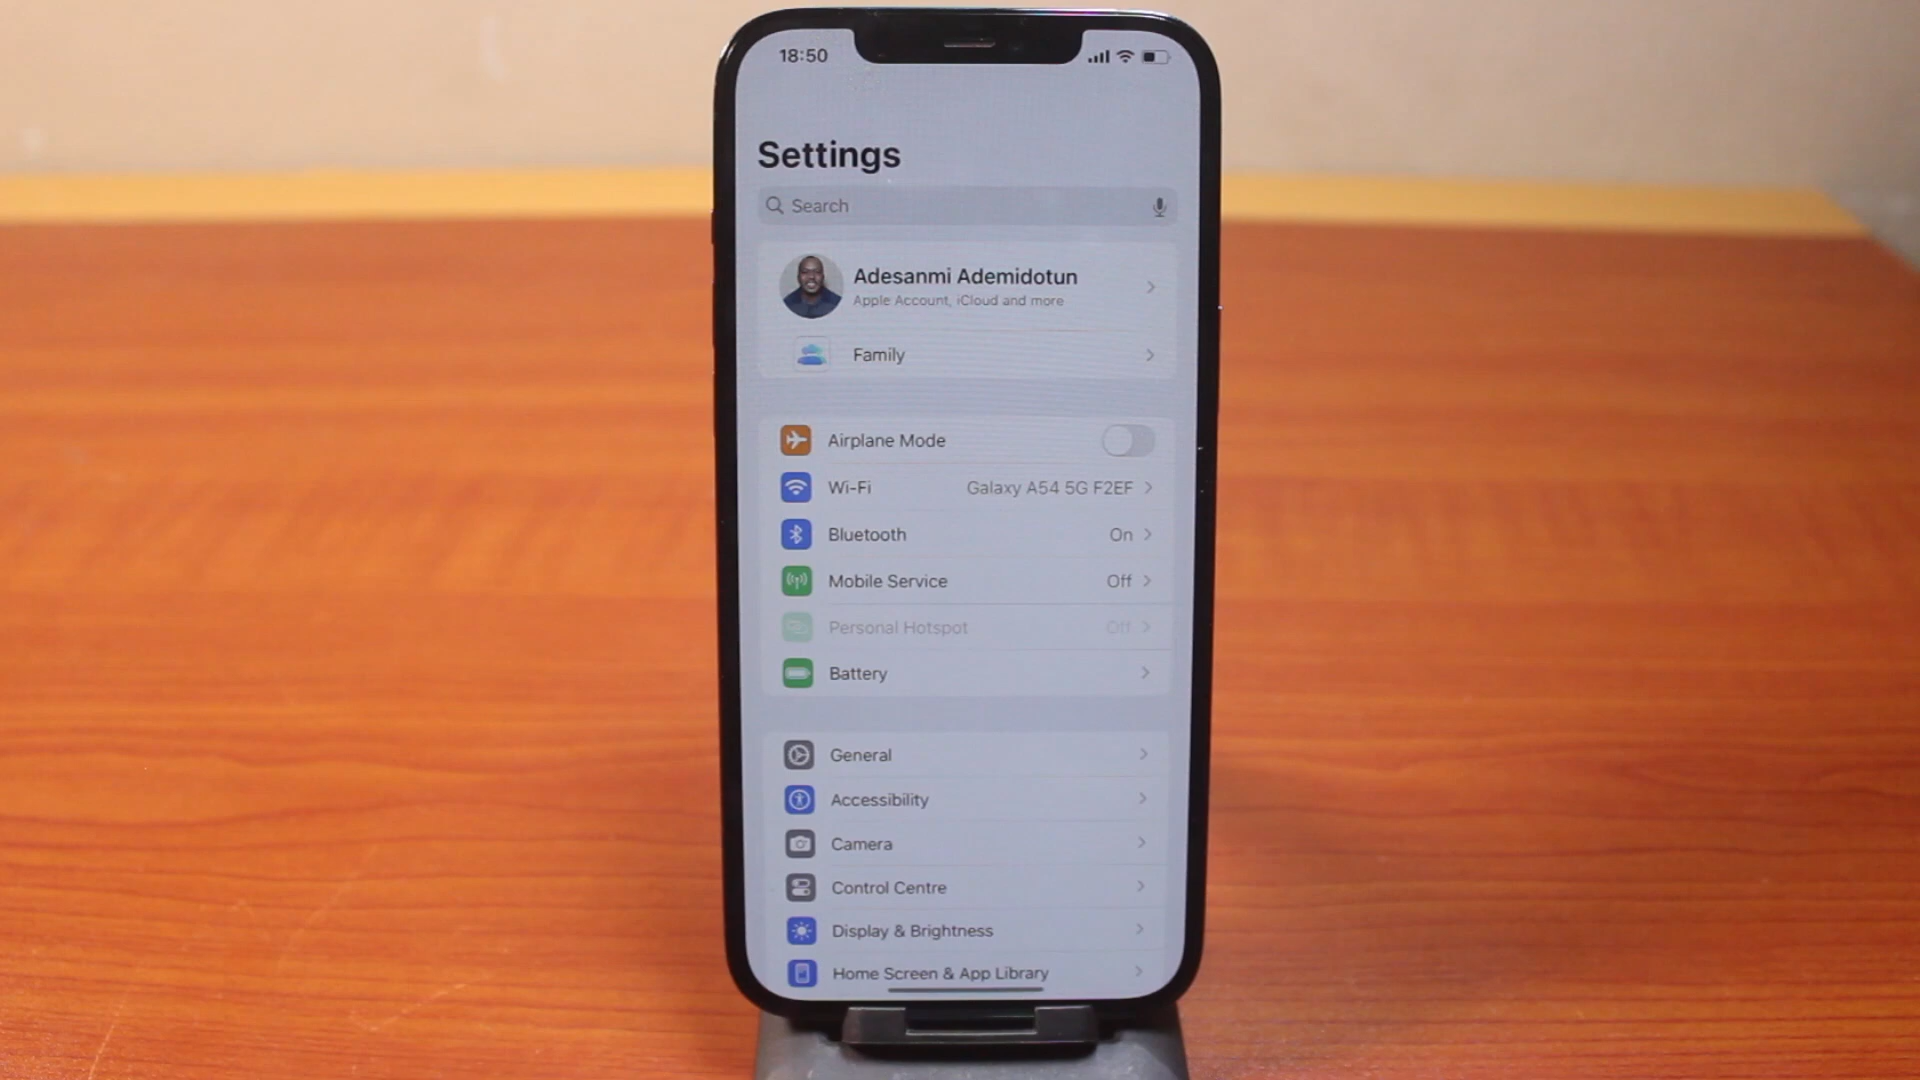 18:50
Settings
Search
Adesanmi Ademidotun
Apple Account, iCloud and more
Family
Airplane Mode
Wi-Fi Galaxy A54 5G F2EF
Bluetooth On
Mobile Service Off
Personal Hotspot Off
Battery
General
Accessibility
Camera
Control Centre
Display & Brightness
Home Screen & App Library